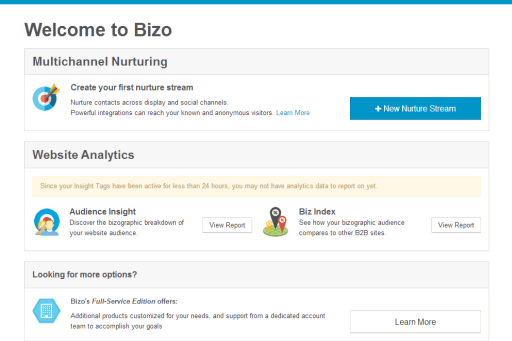 Welcome to Bizo
Multichannel Nurturing
Create your first nurture stream
Nurture contacts across display and social channels.
Powerful integrations can reach your known and anonymous visitors. Learn More
+ New Nurture Stream
Website Analytics
Since your Insight Tags have been active for less than 24 hours, you may not have analytics data to report on yet.
Audience Insight
Discover the bizographic breakdown of
your website audience.
View Report
Biz Index
See how your bizographic audience
compares to other B2B sites.
View Report
Looking for more options?
Bizo's Full-Service Edition offers:
Additional products customized for your needs, and support from a dedicated account
team to accomplish your goals
Learn More